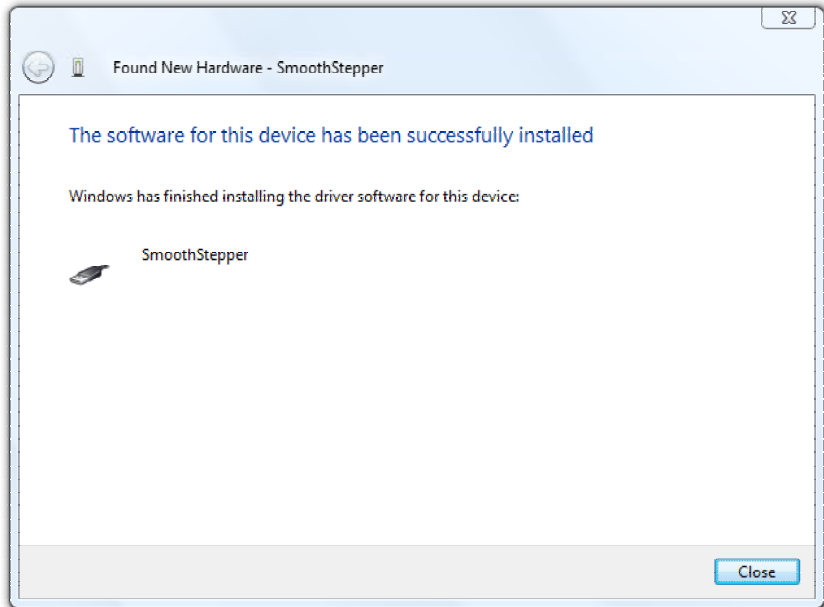 Found New Hardware - SmoothStepper
The software for this device has been successfully installed
Windows has finished installing the driver software for this device:
SmoothStepper
Close